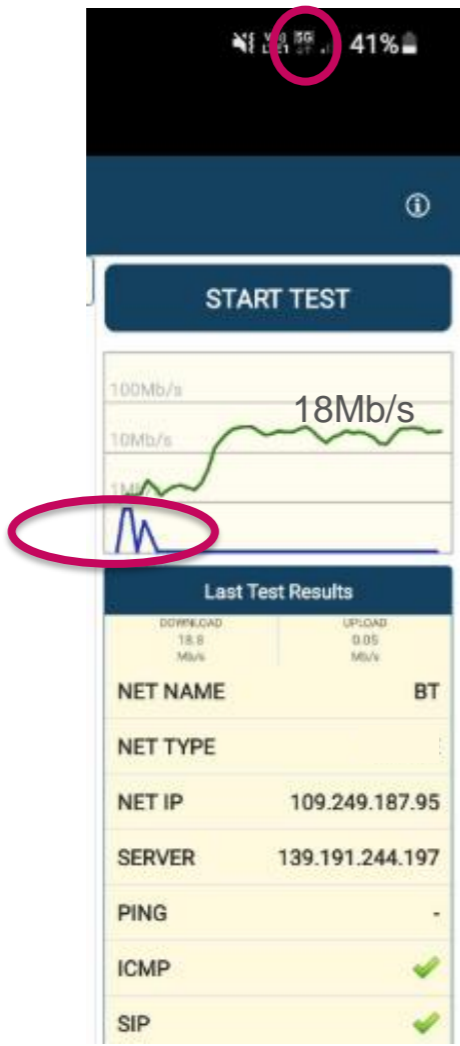 5G 41%
START TEST
100Mb/s
18Mb/s
10Mb/s
Last Test Results
DOWNLOAD UPLOAD
18.8 0.05
Mb/s Mb/s
NET NAME BT
NET TYPE
NET IP 109.249.187.95
SERVER 139.191.244.197
PING -
ICMP
SIP